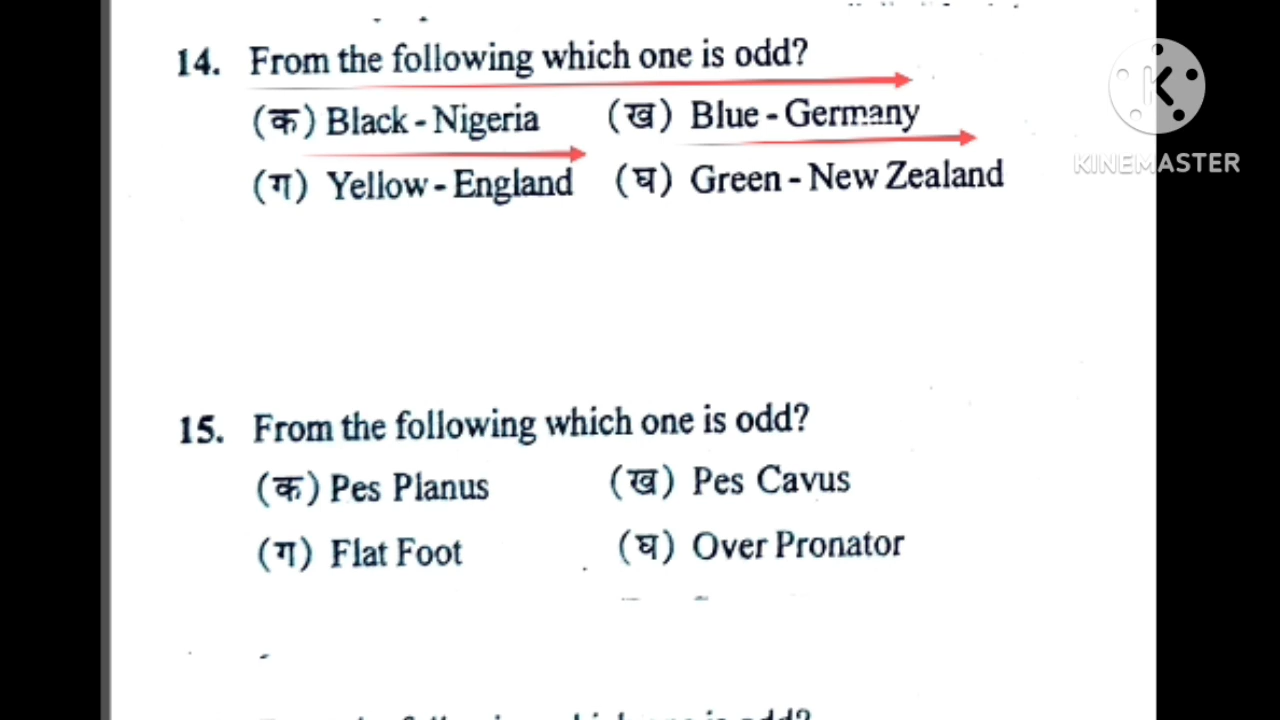 14. From the following which one is odd?
(क) Black - Nigeria (ख) Blue - Germany
(ग) Yellow - England (घ) Green - New Zealand
KINEMASTER
15. From the following which one is odd?
(क) Pes Planus (ख) Pes Cavus
(ग) Flat Foot (घ) Over Pronator